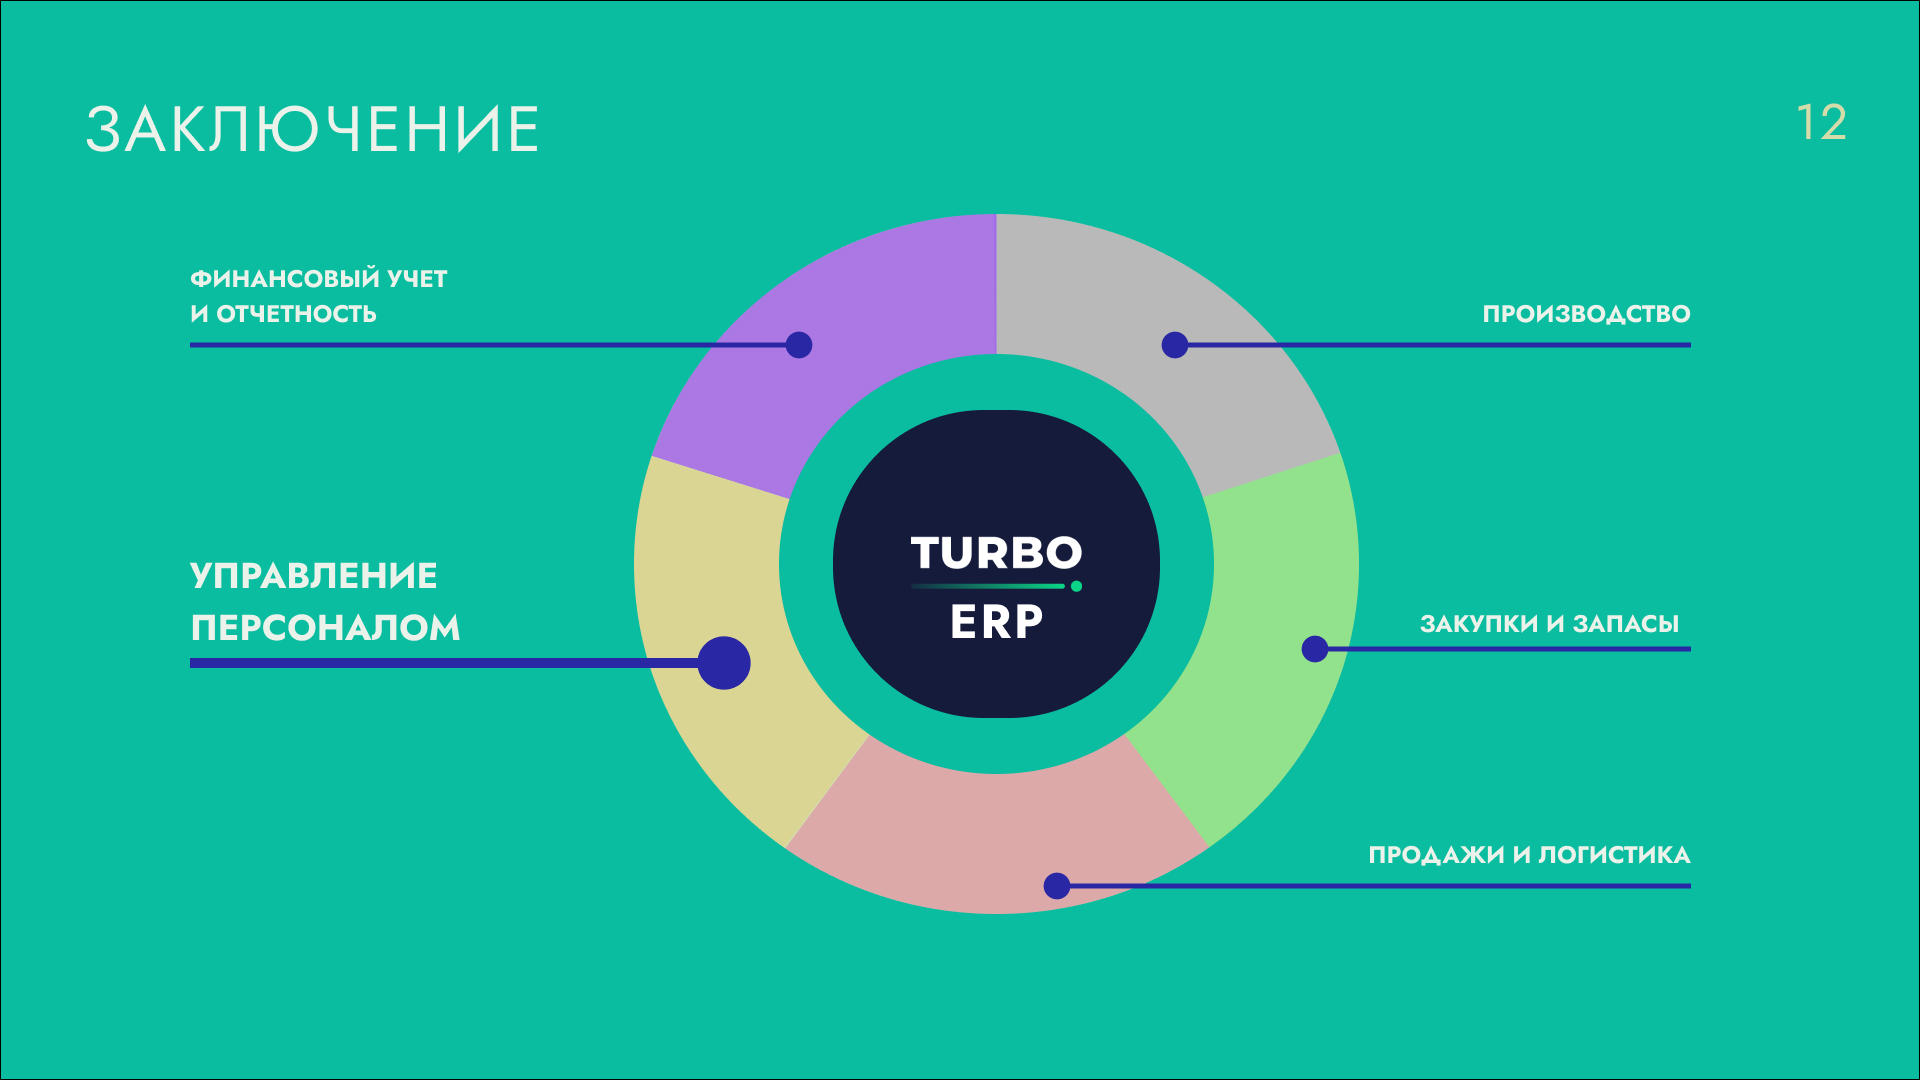 ЗАКЛЮЧЕНИЕ
12
ФИНАНСОВЫЙ УЧЕТ
И ОТЧЕТНОСТЬ
ПРОИЗВОДСТВО
TURBO
ERP
УПРАВЛЕНИЕ
ПЕРСОНАЛОМ
ЗАКУПКИ И ЗАПАСЫ
ПРОДАЖИ И ЛОГИСТИКА